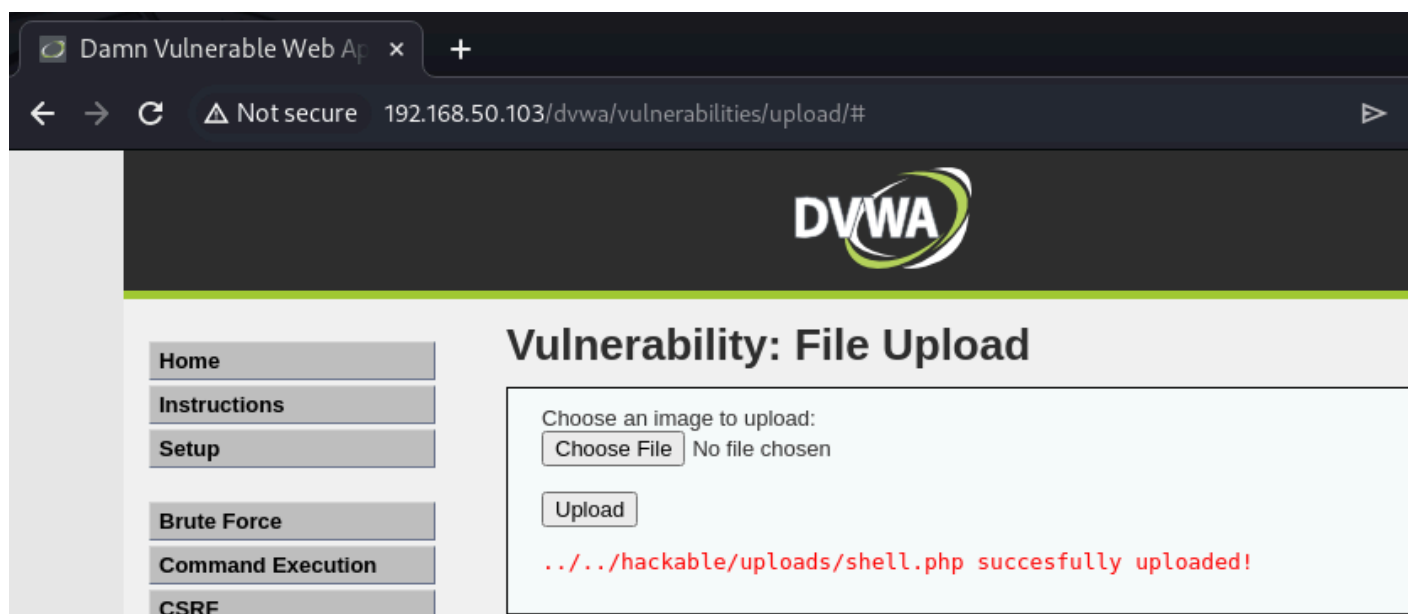 Damn Vulnerable Web Ap
Not secure 192.168.50.103/dvwa/vulnerabilities/upload/#
DVWA
Home
Instructions
Setup
Brute Force
Command Execution
CSRF
Vulnerability: File Upload
Choose an image to upload:
Choose File No file chosen
Upload
../../hackable/uploads/shell.php succesfully uploaded!